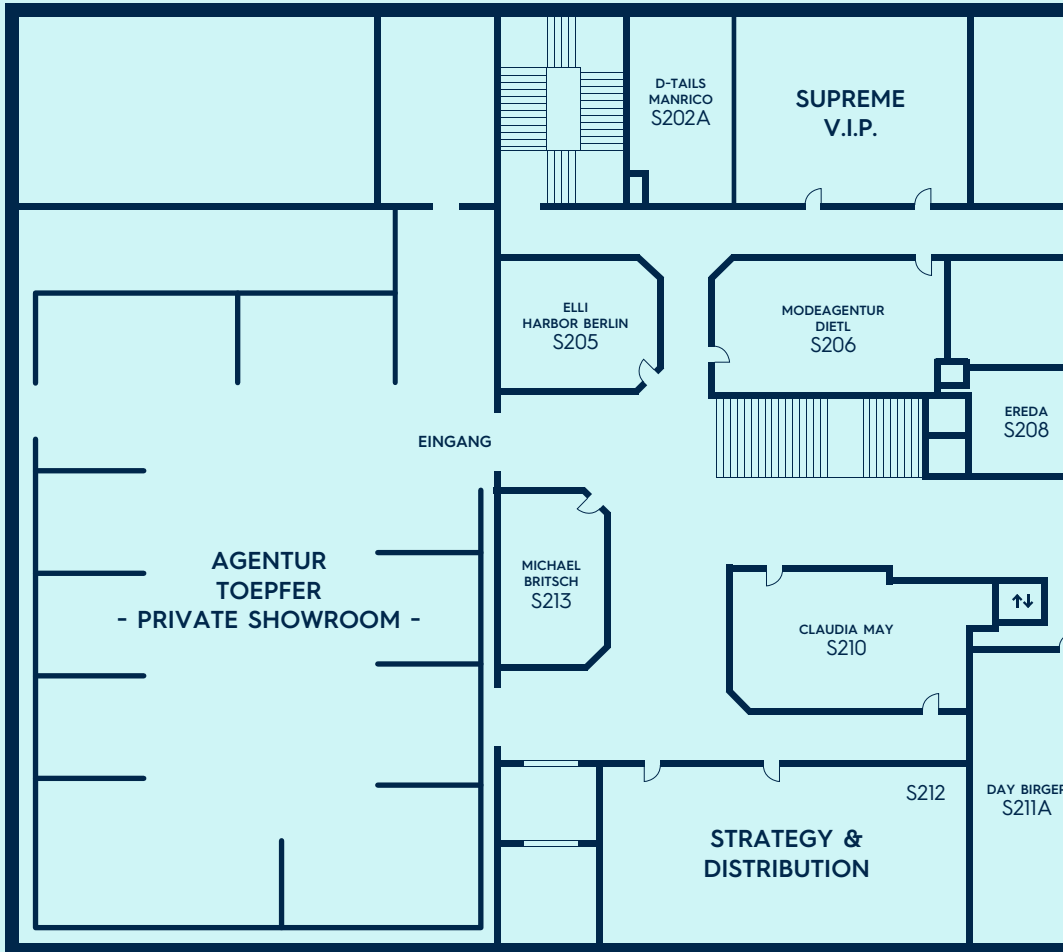 D-TAILS
MANRICO
S202A
SUPREME
V.I.P.
ELLI
HARBOR BERLIN
S205
MODEAGENTUR
DIETL
S206
EREDA
S208
EINGANG
AGENTUR
TOEPFER
- PRIVATE SHOWROOM -
MICHAEL
BRITSCH
S213
CLAUDIA MAY
S210
S212
STRATEGY &
DISTRIBUTION
DAY BIRGER
S211A